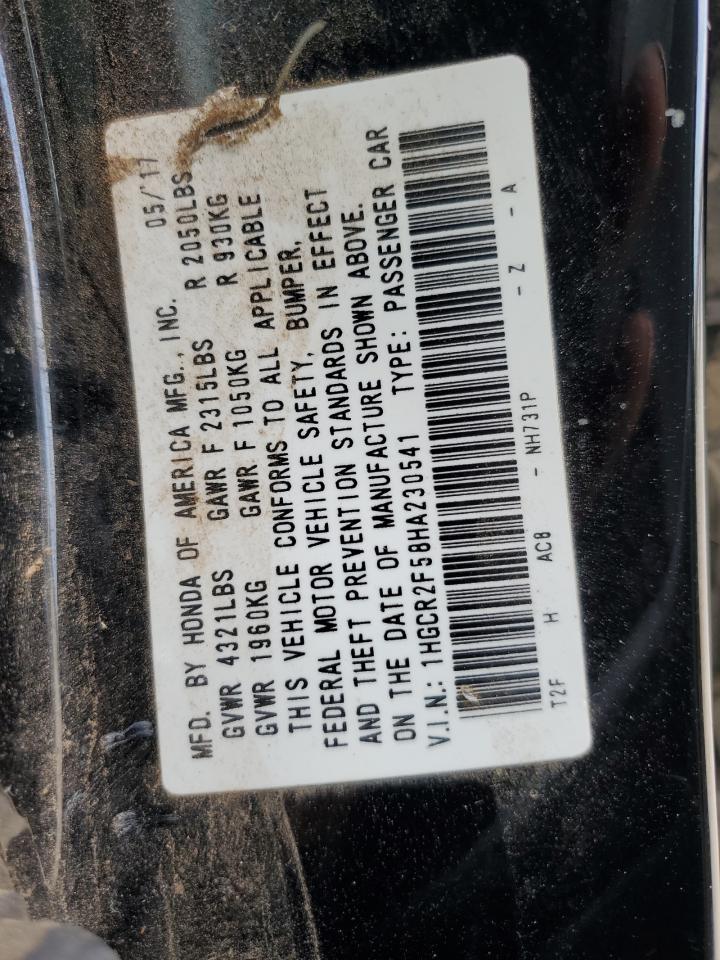 MFD. BY HONDA OF AMERICA MFG., INC. 05/'17
GVWR 4321LBS GAWR F 2315LBS R 2050LBS
GVWR 1960KG GAWR F 1050KG R 930KG
THIS VEHICLE CONFORMS TO ALL APPLICABLE
FEDERAL MOTOR VEHICLE SAFETY, BUMPER,
AND THEFT PREVENTION STANDARDS IN EFFECT
ON THE DATE OF MANUFACTURE SHOWN ABOVE.
V.I.N.: 1HGCR2F58HA230541 TYPE: PASSENGER CAR
T2F H AC8 - NH731P - Z - A